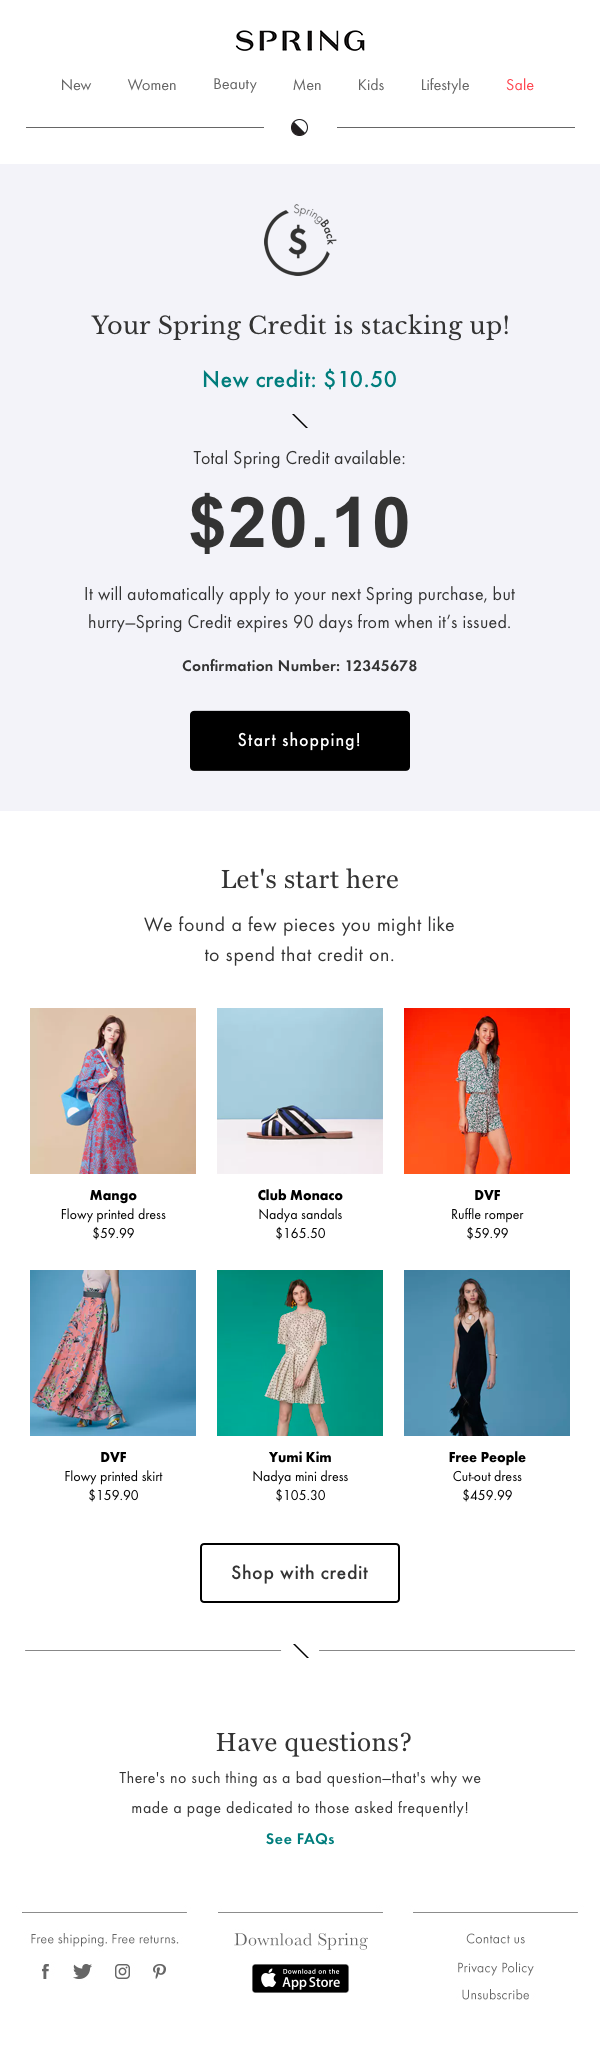 SPRING
New Women Beauty Men Kids Lifestyle Sale
SpringBack
$
Your Spring Credit is stacking up!
New credit: $10.50
Total Spring Credit available:
$20.10
It will automatically apply to your next Spring purchase, but
hurry—Spring Credit expires 90 days from when it’s issued.
Confirmation Number: 12345678
Start shopping!
Let's start here
We found a few pieces you might like
to spend that credit on.
Mango
Flowy printed dress
$59.99
Club Monaco
Nadya sandals
$165.50
DVF
Ruffle romper
$59.99
DVF
Flowy printed skirt
$159.90
Yumi Kim
Nadya mini dress
$105.30
Free People
Cut-out dress
$459.99
Shop with credit
Have questions?
There's no such thing as a bad question—that's why we
made a page dedicated to those asked frequently!
See FAQs
Free shipping. Free returns.
Download Spring
Download on the
App Store
Contact us
Privacy Policy
Unsubscribe